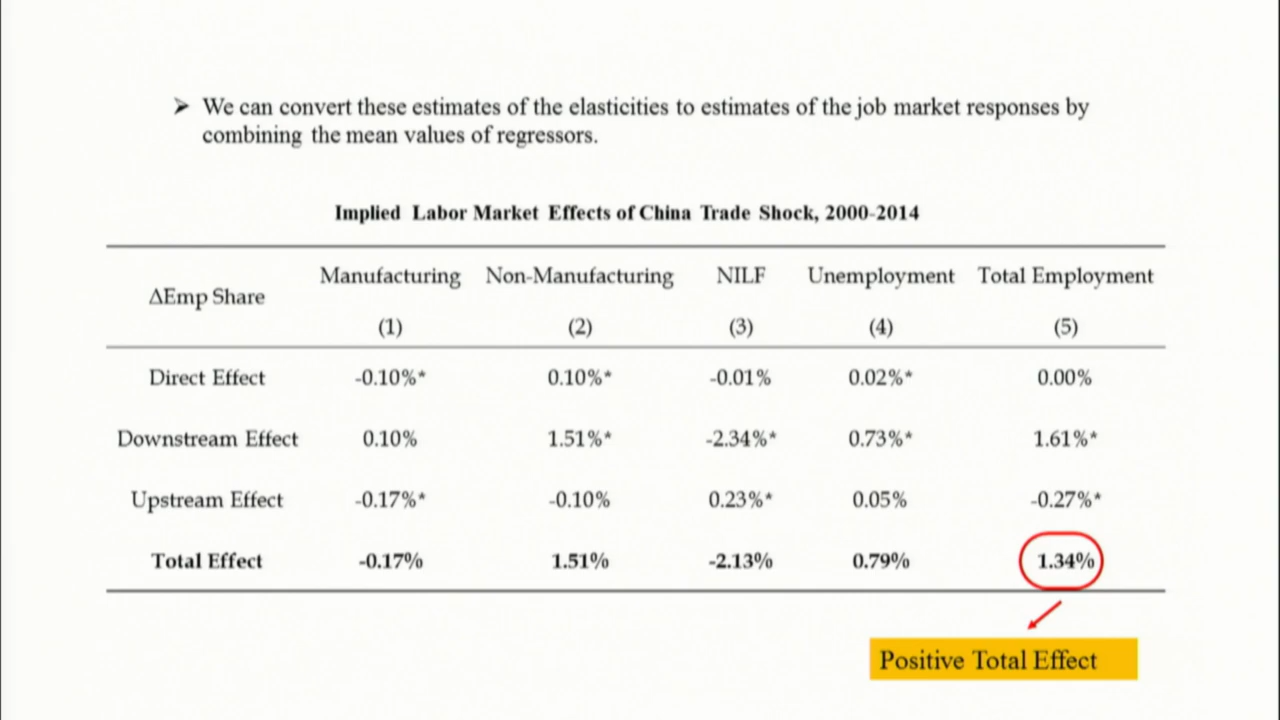 ➢ We can convert these estimates of the elasticities to estimates of the job market responses by
combining the mean values of regressors.
Implied Labor Market Effects of China Trade Shock, 2000-2014
ΔEmp Share Manufacturing Non-Manufacturing NILF Unemployment Total Employment
(1) (2) (3) (4) (5)
Direct Effect -0.10%* 0.10%* -0.01% 0.02%* 0.00%
Downstream Effect 0.10% 1.51%* -2.34%* 0.73%* 1.61%*
Upstream Effect -0.17%* -0.10% 0.23%* 0.05% -0.27%*
Total Effect -0.17% 1.51% -2.13% 0.79% 1.34%
Positive Total Effect